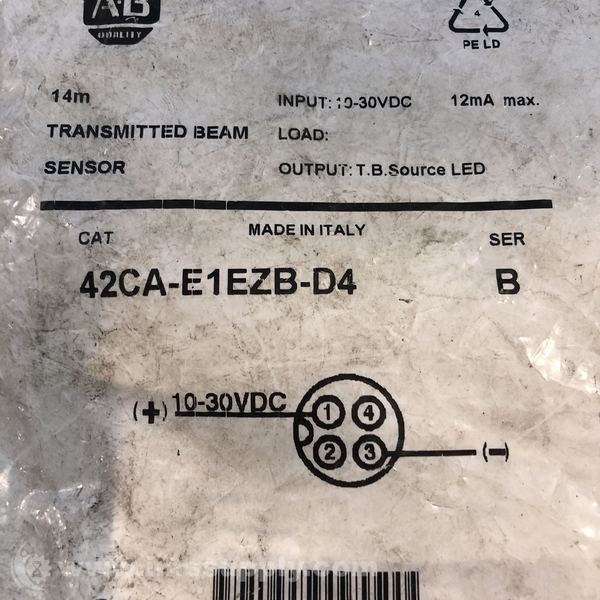 A-B
QUALITY
4
PE LD
14m INPUT: 10-30VDC 12mA max.
TRANSMITTED BEAM LOAD:
SENSOR OUTPUT: T.B.Source LED
CAT MADE IN ITALY SER
42CA-E1EZB-D4 B
(+) 10-30VDC 1 4
2 3 (-)